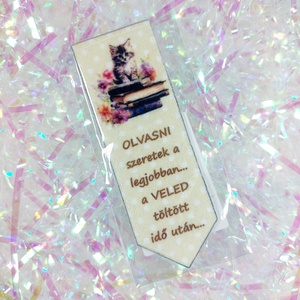 OLVASNI
szeretek a
legjobban...
a VELED
töltött
idő után...